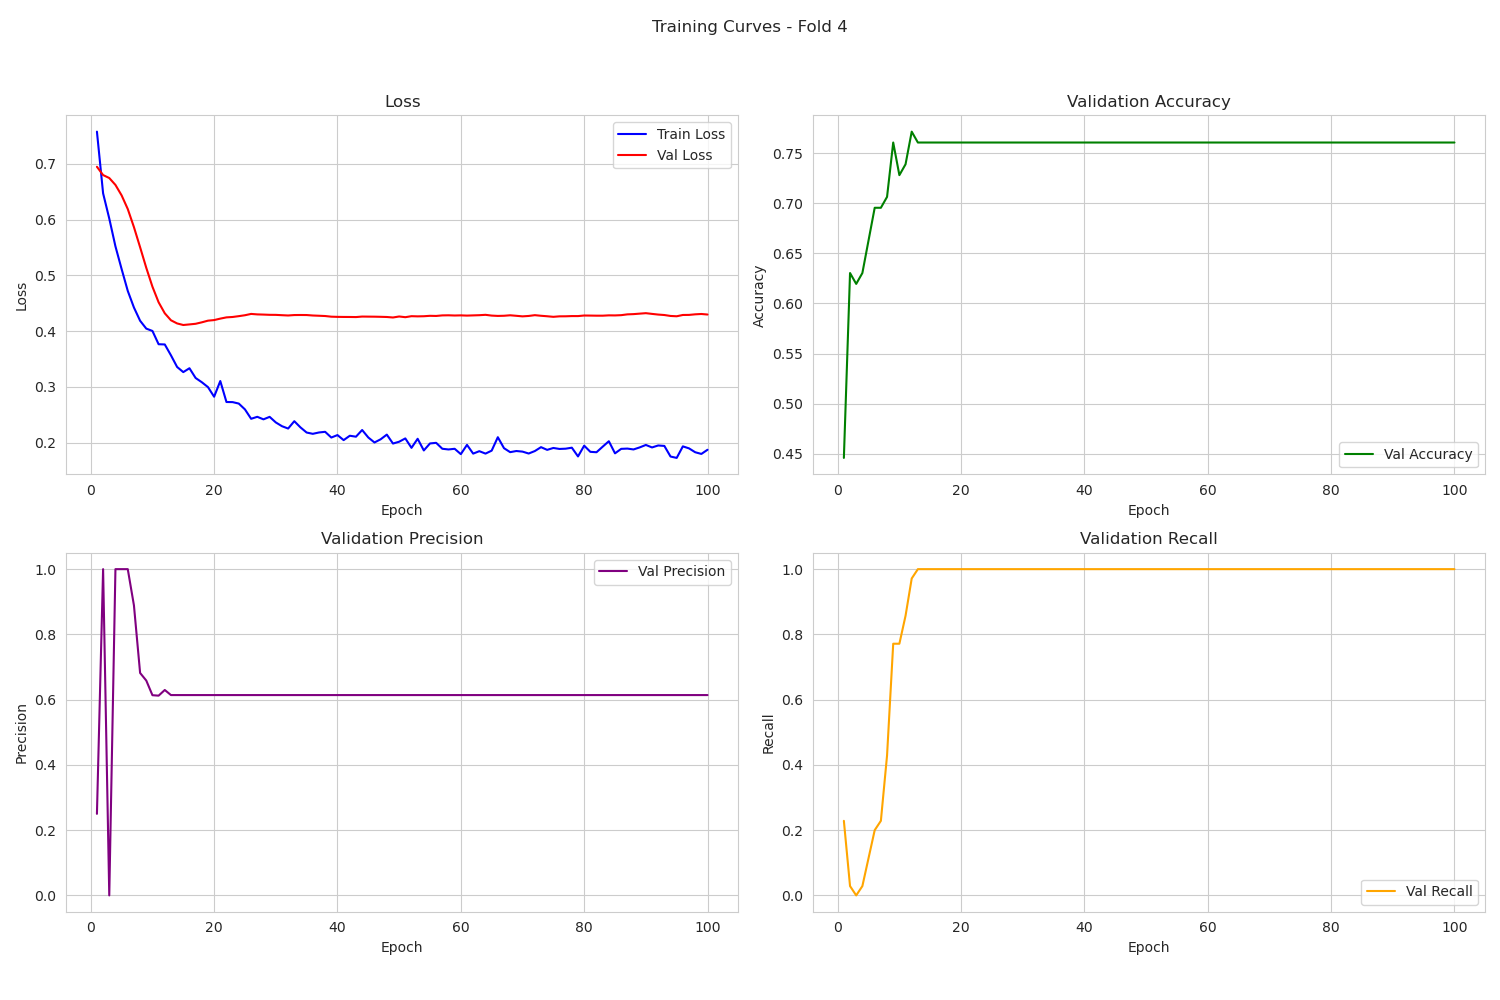 Training Curves - Fold 4
Loss
Train Loss
Val Loss
0.7
0.6
0.5
0.4
0.3
0.2
Loss
0 20 40 60 80 100
Epoch
Validation Accuracy
0.75
0.70
0.65
0.60
0.55
0.50
0.45
Accuracy
Val Accuracy
0 20 40 60 80 100
Epoch
Validation Precision
Val Precision
1.0
0.8
0.6
0.4
0.2
0.0
Precision
0 20 40 60 80 100
Epoch
Validation Recall
1.0
0.8
0.6
0.4
0.2
0.0
Recall
Val Recall
0 20 40 60 80 100
Epoch